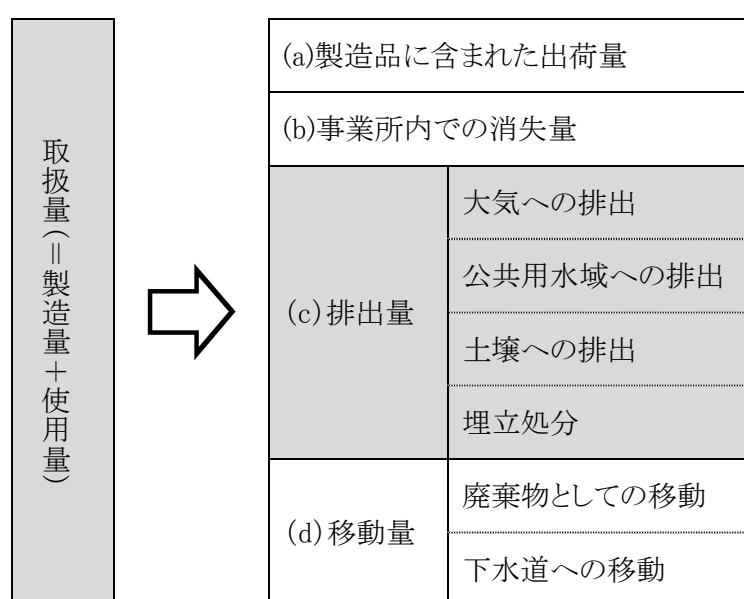 取扱量(=製造量+使用量)
(a)製造品に含まれた出荷量
(b)事業所内での消失量
(c)排出量
大気への排出
公共用水域への排出
土壌への排出
埋立処分
(d)移動量
廃棄物としての移動
下水道への移動